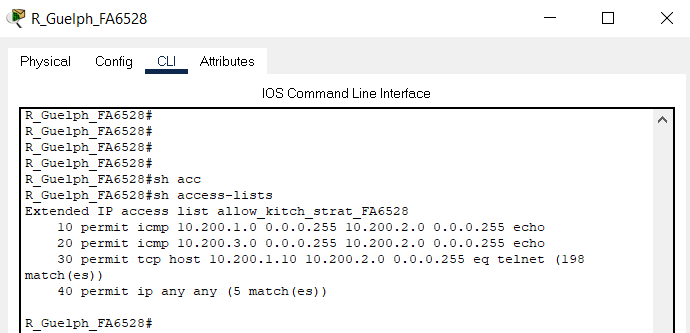 R_Guelph_FA6528
Physical Config CLI Attributes
IOS Command Line Interface
R_Guelph_FA6528#
R_Guelph_FA6528#
R_Guelph_FA6528#
R_Guelph_FA6528#
R_Guelph_FA6528#sh acc
R_Guelph_FA6528#sh access-lists
Extended IP access list allow_kitch_strat_FA6528
10 permit icmp 10.200.1.0 0.0.0.255 10.200.2.0 0.0.0.255 echo
20 permit icmp 10.200.3.0 0.0.0.255 10.200.2.0 0.0.0.255 echo
30 permit tcp host 10.200.1.10 10.200.2.0 0.0.0.255 eq telnet (198
match(es))
40 permit ip any any (5 match(es))
R_Guelph_FA6528#